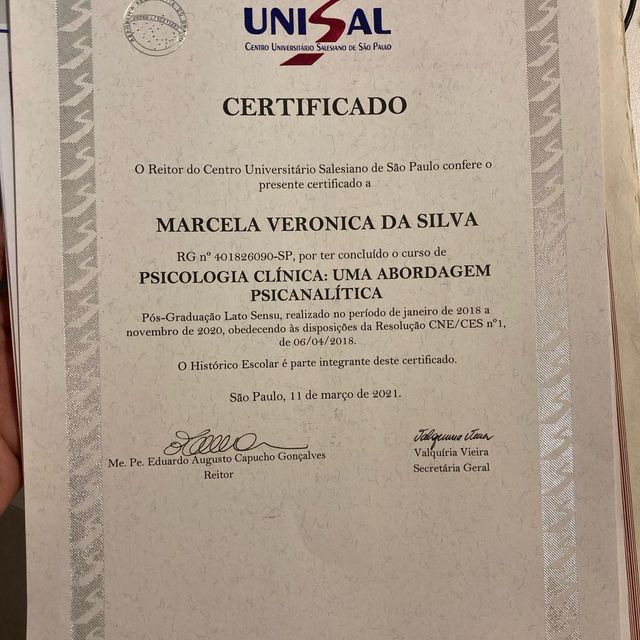 UNISAL
CENTRO UNIVERSITÁRIO SALESIANO DE SÃO PAULO
CERTIFICADO
O Reitor do Centro Universitário Salesiano de São Paulo confere o
presente certificado a
MARCELA VERONICA DA SILVA
RG nº 401826090-SP, por ter concluído o curso de
PSICOLOGIA CLÍNICA: UMA ABORDAGEM
PSICANALÍTICA
Pós-Graduação Lato Sensu, realizado no período de janeiro de 2018 a
novembro de 2020, obedecendo às disposições da Resolução CNE/CES nº1,
de 06/04/2018.
O Histórico Escolar é parte integrante deste certificado.
São Paulo, 11 de março de 2021.
Me. Pe. Eduardo Augusto Capucho Gonçalves
Reitor
Valquíria Vieira
Secretária Geral